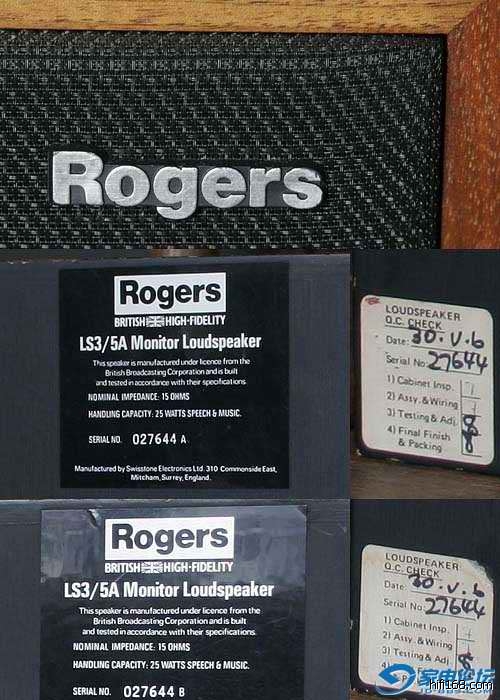 Rogers
Rogers
BRITISH HIGH-FIDELITY
LS3/5A Monitor Loudspeaker
This speaker is manufactured under licence from the
British Broadcasting Corporation and is built
and tested in accordance with their specifications.
NOMINAL IMPEDANCE: 15 OHMS
HANDLING CAPACITY: 25 WATTS SPEECH & MUSIC.
SERIAL NO. 027644 A
Manufactured by Swisstone Electronics Ltd. 310 Commonside East,
Mitcham, Surrey, England.
LOUDSPEAKER
Q.C. CHECK
Date: 30.V.6
Serial No: 27644
1) Cabinet Insp.
2) Assy. & Wiring
3) Testing & Adj.
4) Final Finish
& Packing
Rogers
BRITISH HIGH-FIDELITY
LS3/5A Monitor Loudspeaker
This speaker is manufactured under licence from the
British Broadcasting Corporation and is built
and tested in accordance with their specifications.
NOMINAL IMPEDANCE: 15 OHMS
HANDLING CAPACITY: 25 WATTS SPEECH & MUSIC.
SERIAL NO. 027644 B
LOUDSPEAKER
Q.C. CHECK
Date: 30.V.6
Serial No: 27644
1) Cabinet Insp.
2) Assy. & Wiring
3) Testing & Adj.
家电论坛